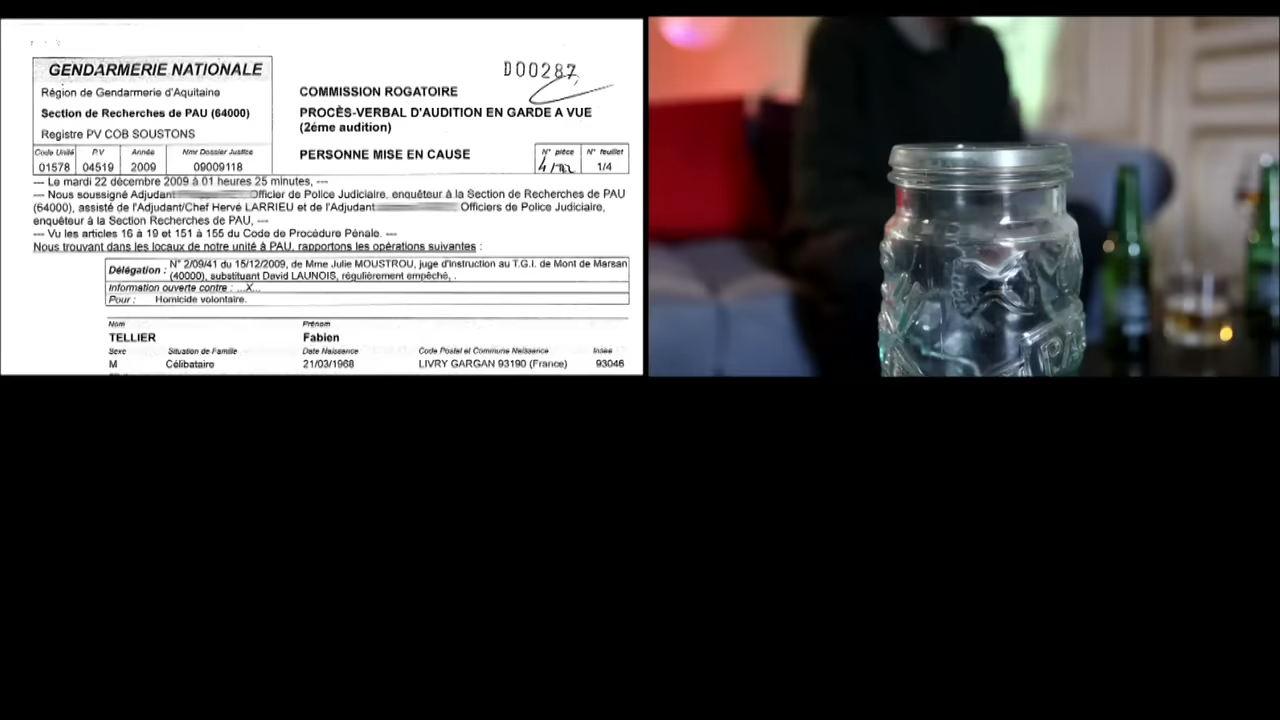 GENDARMERIE NATIONALE
Région de Gendarmerie d'Aquitaine
Section de Recherches de PAU (64000)
Registre PV COB SOUSTONS
Code Unité PV Année Nmr Dossier Justice
01578 04519 2009 09009118
D00287
COMMISSION ROGATOIRE
PROCÈS-VERBAL D'AUDITION EN GARDE A VUE
(2éme audition)
PERSONNE MISE EN CAUSE
N° pièce N° feuillet
1/4
--- Le mardi 22 décembre 2009 à 01 heures 25 minutes, ---
--- Nous soussigné Adjudant Officier de Police Judiciaire, enquêteur à la Section de Recherches de PAU
(64000), assisté de l'Adjudant/Chef Hervé LARRIEU et de l'Adjudant Officiers de Police Judiciaire,
enquêteur à la Section Recherches de PAU, ---
--- Vu les articles 16 à 19 et 151 à 155 du Code de Procédure Pénale. ---
Nous trouvant dans les locaux de notre unité à PAU, rapportons les opérations suivantes :
Délégation : N° 2/09/41 du 15/12/2009, de Mme Julie MOUSTROU, juge d'instruction au T.G.I. de Mont de Marsan
(40000), substituant David LAUNOIS, régulièrement empêché, .
Information ouverte contre : ...X...
Pour : Homicide volontaire.
Nom Prénom
TELLIER Fabien
Sexe Situation de Famille Date Naissance Code Postal et Commune Naissance Insee
M Célibataire 21/03/1968 LIVRY GARGAN 93190 (France) 93046